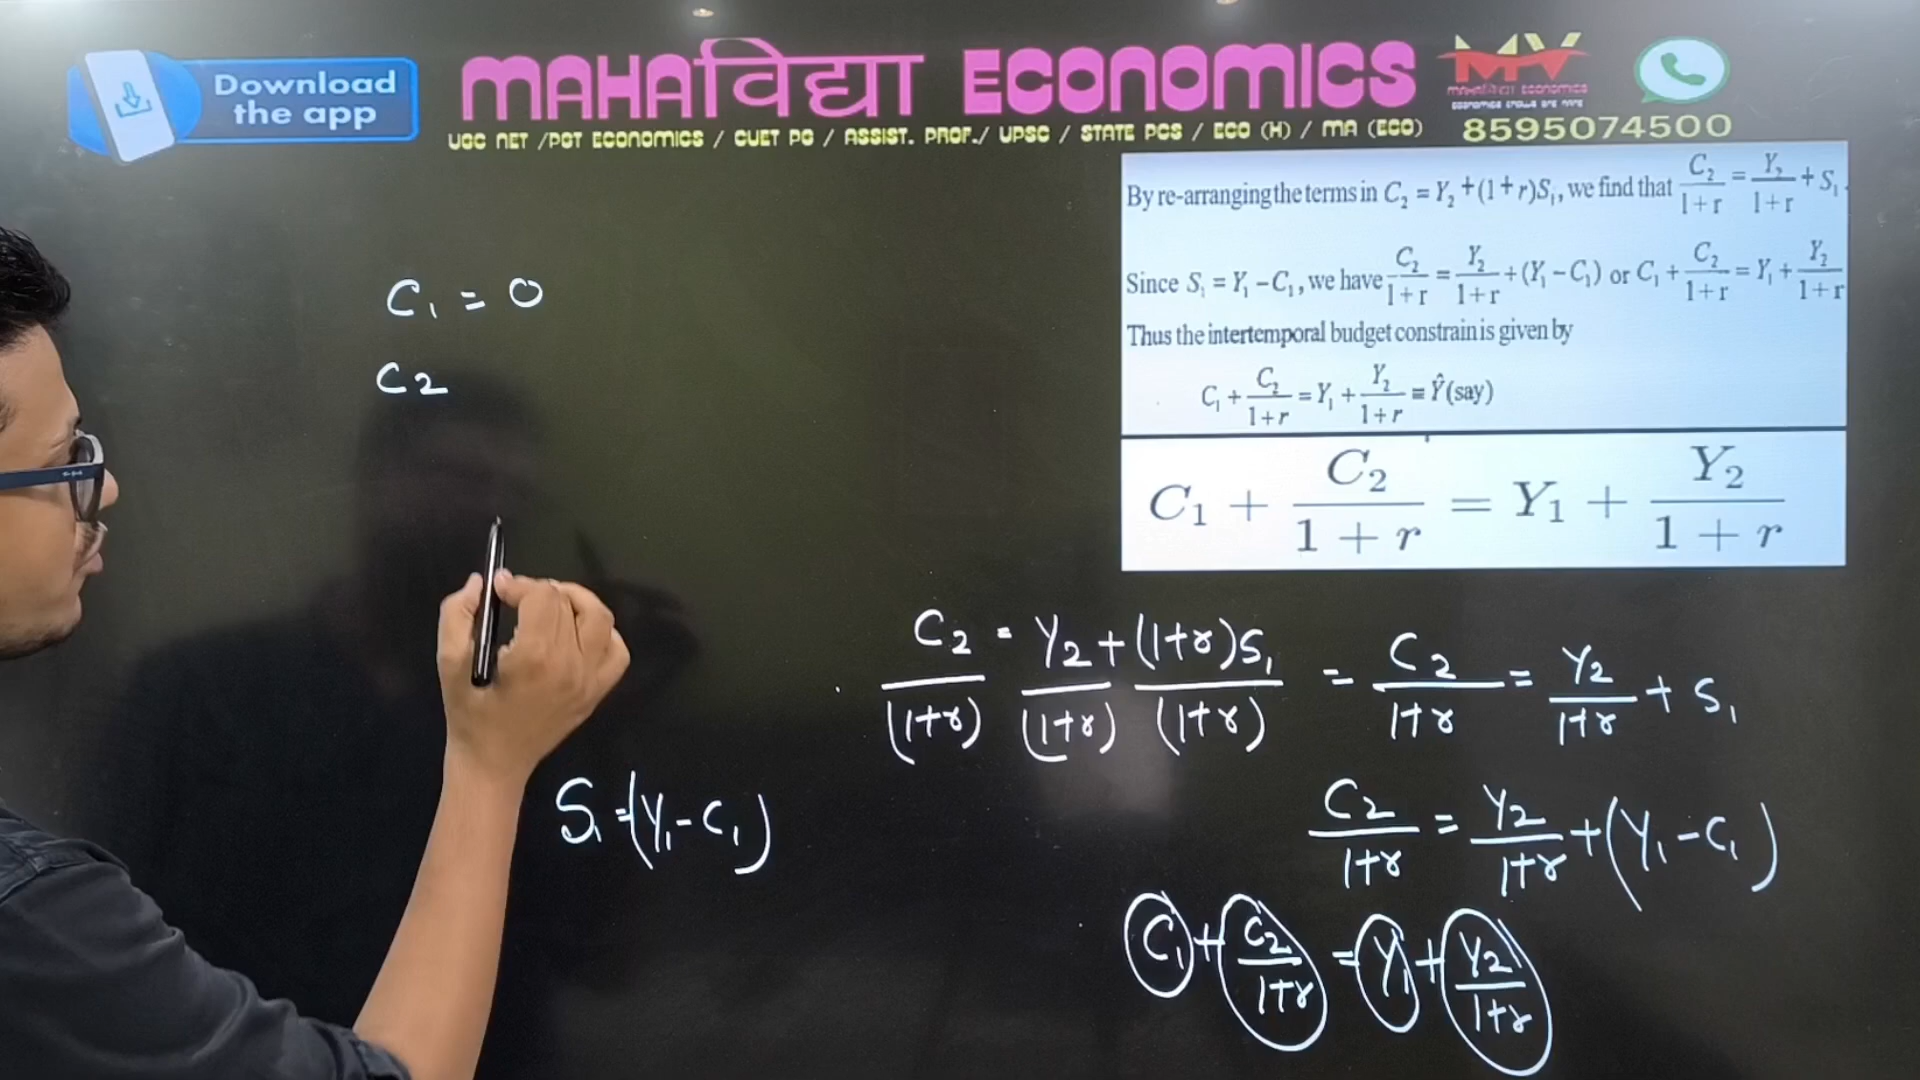 Download
the app
MAHAविद्या ECONOMICS
UGC NET /PGT ECONOMICS / CUET PG / ASSIST. PROF./ UPSC / STATE PCS / ECO (H) / MA (ECO)
MV
8595074500
By re-arranging the terms in C₂ = Y₂ + (1+r)S₁, we find that C₂/1+r = Y₂/1+r + S₁.
Since S₁ = Y₁ − C₁, we have C₂/1+r = Y₂/1+r + (Y₁ − C₁) or C₁ + C₂/1+r = Y₁ + Y₂/1+r
Thus the intertemporal budget constrain is given by
C₁ + C₂/1+r = Y₁ + Y₂/1+r ≡ Ŷ (say)
C₁ + C₂/1+r = Y₁ + Y₂/1+r
C₁ = 0
C2
C2/(1+r) = Y2/(1+r) + (1+r)S₁/(1+r) = C2/1+r = Y2/1+r + S₁
S₁ = (Y₁ - C₁)
C2/1+r = Y2/1+r + (Y₁ - C₁)
C₁ + C2/1+r = Y₁ + Y2/1+r